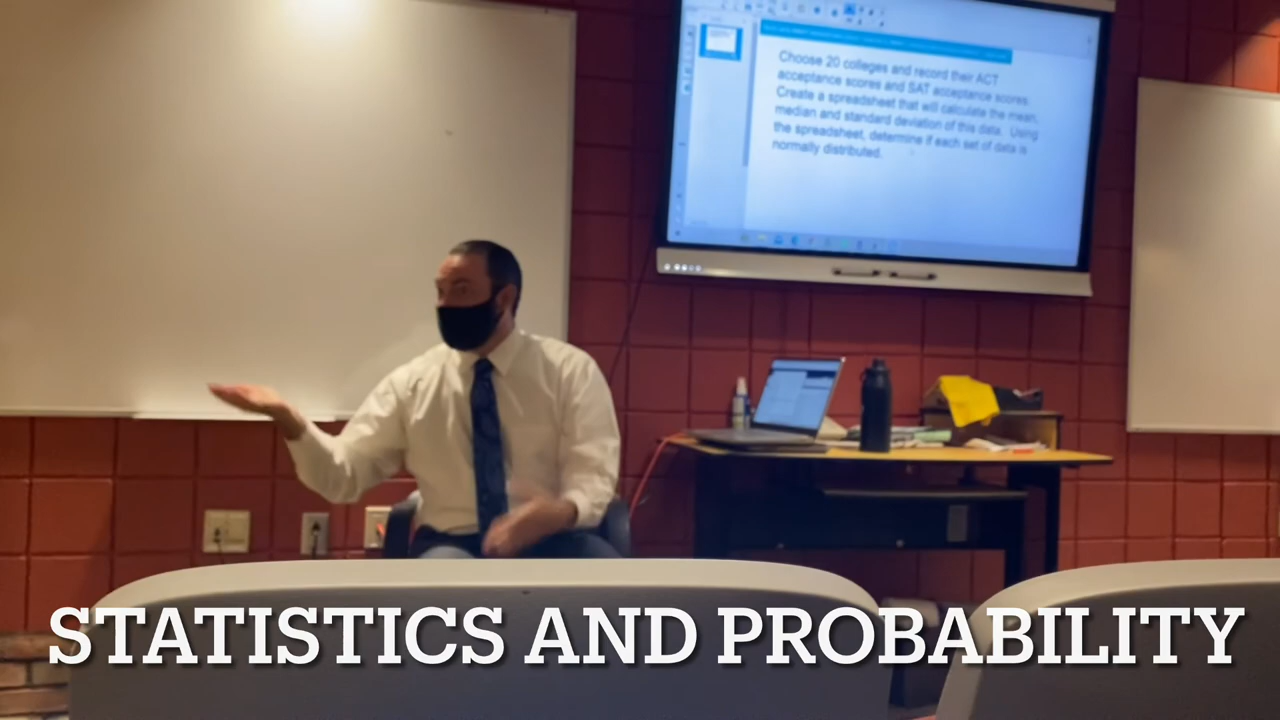 Choose 20 colleges and record their ACT
acceptance scores and SAT acceptance scores.
Create a spreadsheet that will calculate the mean,
median and standard deviation of this data. Using
the spreadsheet, determine if each set of data is
normally distributed.
STATISTICS AND PROBABILITY